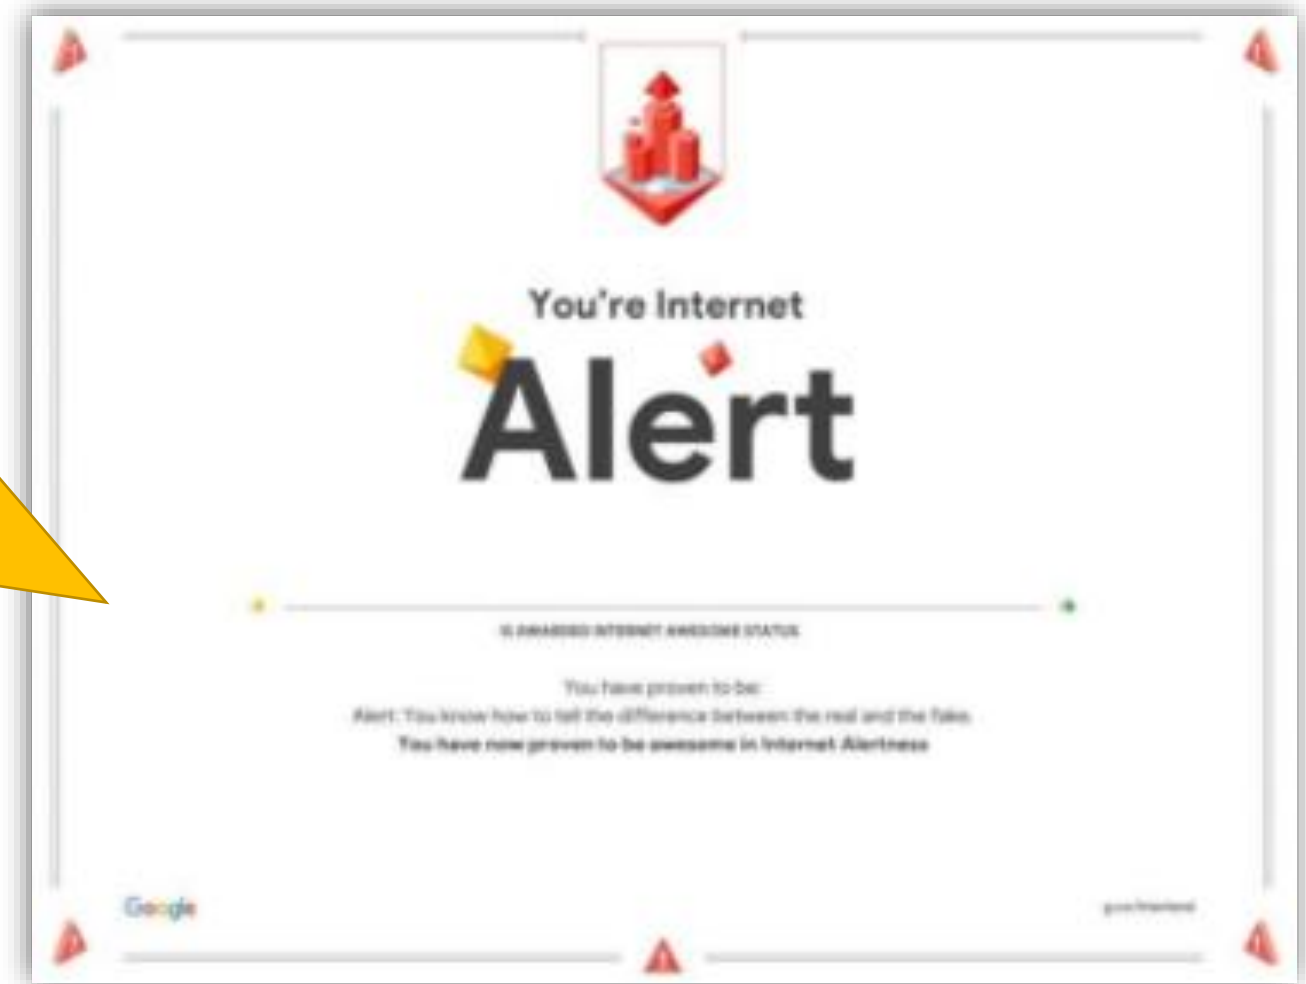 You're Internet
Alert
IS AWARDED INTERNET AWESOME STATUS
You have proven to be:
Alert: You know how to tell the difference between the real and the fake.
You have now proven to be awesome in Internet Alertness
Google
g.co/Interland